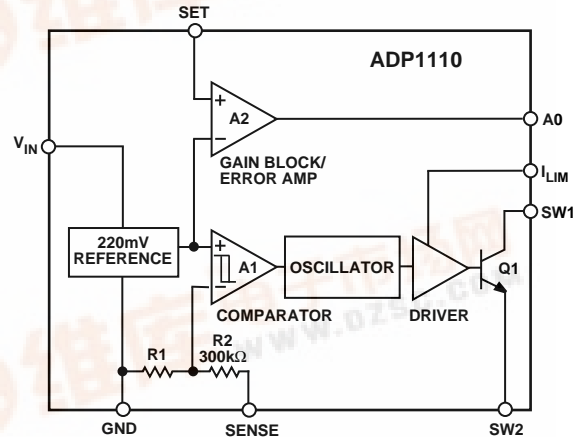 SET
ADP1110
A2
A0
V_IN
GAIN BLOCK/
ERROR AMP
I_LIM
SW1
220mV
REFERENCE
A1
OSCILLATOR
Q1
COMPARATOR
DRIVER
R1
R2
300kΩ
GND
SENSE
SW2